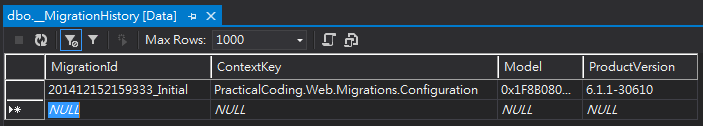 dbo.__MigrationHistory [Data]
Max Rows: 1000
MigrationId ContextKey Model ProductVersion
201412152159333_Initial PracticalCoding.Web.Migrations.Configuration 0x1F8B080... 6.1.1-30610
NULL NULL NULL NULL